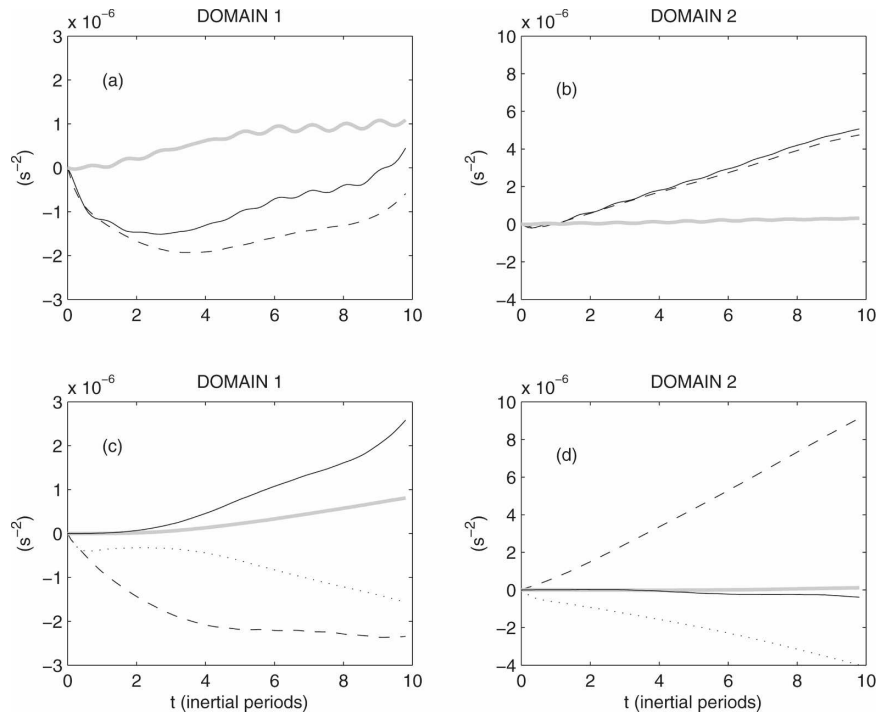 DOMAIN 1
x 10⁻⁶
3
2
1
0
−1
−2
−3
(s⁻²)
(a)
0 2 4 6 8 10
DOMAIN 2
x 10⁻⁶
10
8
6
4
2
0
−2
−4
(s⁻²)
(b)
0 2 4 6 8 10
DOMAIN 1
x 10⁻⁶
3
2
1
0
−1
−2
−3
(s⁻²)
(c)
0 2 4 6 8 10
t (inertial periods)
DOMAIN 2
x 10⁻⁶
10
8
6
4
2
0
−2
−4
(s⁻²)
(d)
0 2 4 6 8 10
t (inertial periods)